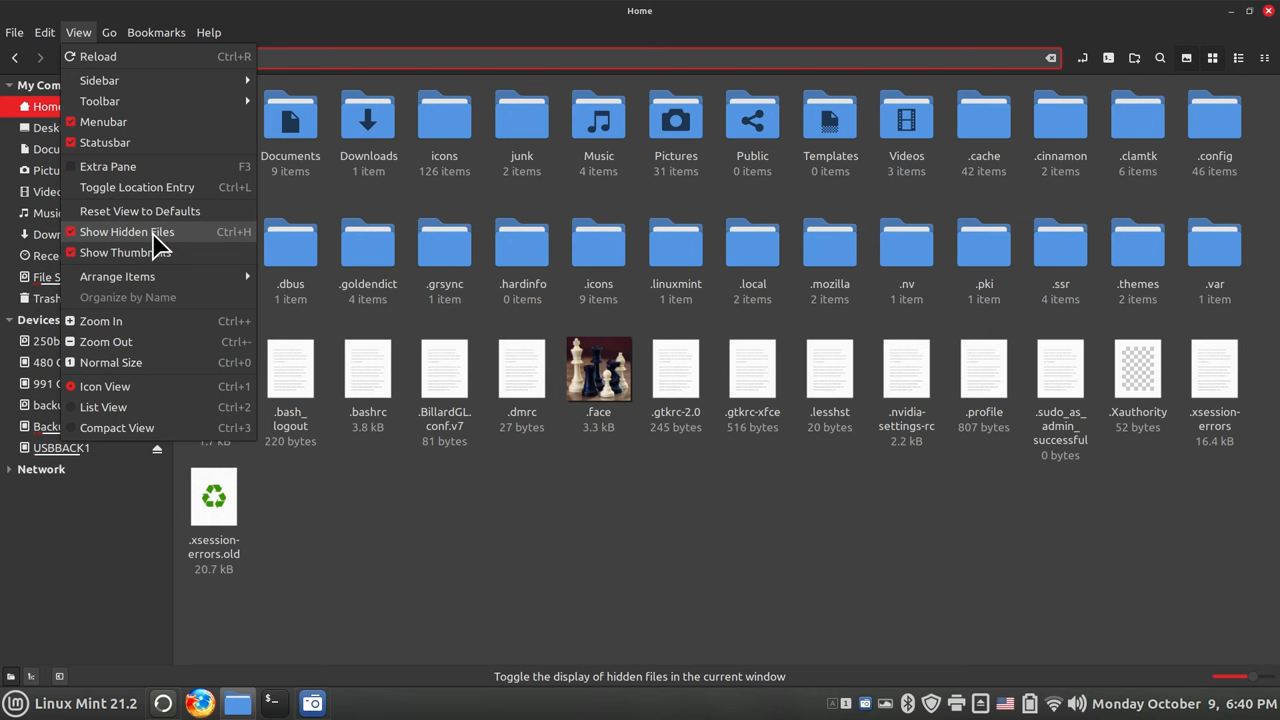 Home
File Edit View Go Bookmarks Help
Reload Ctrl+R
Sidebar
Toolbar
Menubar
Statusbar
Extra Pane F3
Toggle Location Entry Ctrl+L
Reset View to Defaults
Show Hidden Files Ctrl+H
Show
Arrange Items
Organize by Name
Zoom In Ctrl++
Zoom Out Ctrl+-
Normal Size Ctrl+0
Icon View Ctrl+1
List View Ctrl+2
Compact View Ctrl+3
My Com
Home
Desk
Docu
Pictu
Video
Music
Down
Rece
File S
Trash
Devices
250b
480
991
backu
Backu
USBBACK1
Network
Documents
9 items
Downloads
1 item
icons
126 items
junk
2 items
Music
4 items
Pictures
31 items
Public
0 items
Templates
0 items
Videos
3 items
.cache
42 items
.cinnamon
2 items
.clamtk
6 items
.config
46 items
.dbus
1 item
.goldendict
4 items
.grsync
1 item
.hardinfo
0 items
.icons
9 items
.linuxmint
1 item
.local
2 items
.mozilla
2 items
.nv
1 item
.pki
1 item
.ssr
4 items
.themes
2 items
.var
1 item
1.7 kB
.bash_
logout
220 bytes
.bashrc
3.8 kB
.BillardGL.
conf.v7
81 bytes
.dmrc
27 bytes
.face
3.3 kB
.gtkrc-2.0
245 bytes
.gtkrc-xfce
516 bytes
.lesshst
20 bytes
.nvidia-
settings-rc
2.2 kB
.profile
807 bytes
.sudo_as_
admin_
successful
0 bytes
.Xauthority
52 bytes
.xsession-
errors
16.4 kB
.xsession-
errors.old
20.7 kB
Toggle the display of hidden files in the current window
Linux Mint 21.2
A 1
Monday October 9, 6:40 PM